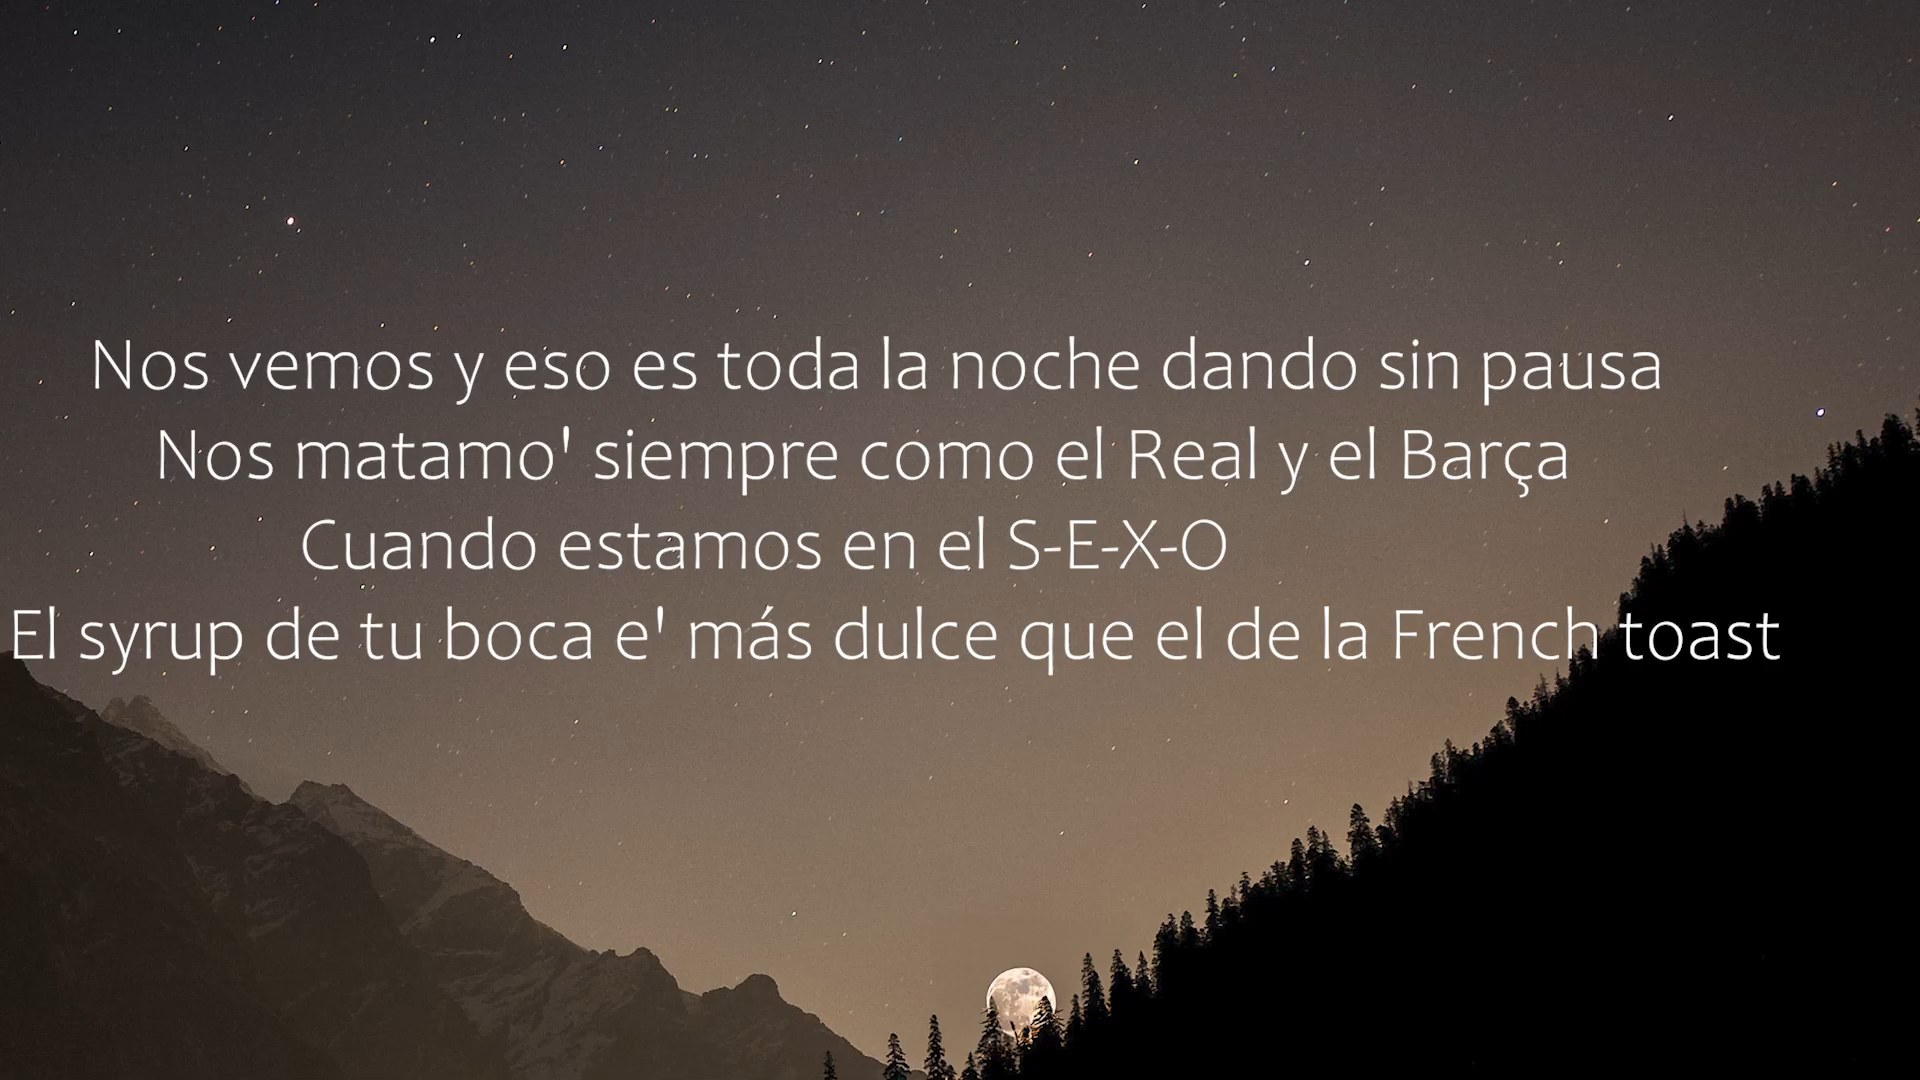 Nos vemos y eso es toda la noche dando sin pausa
Nos matamo' siempre como el Real y el Barça
Cuando estamos en el S-E-X-O
El syrup de tu boca e' más dulce que el de la French toast